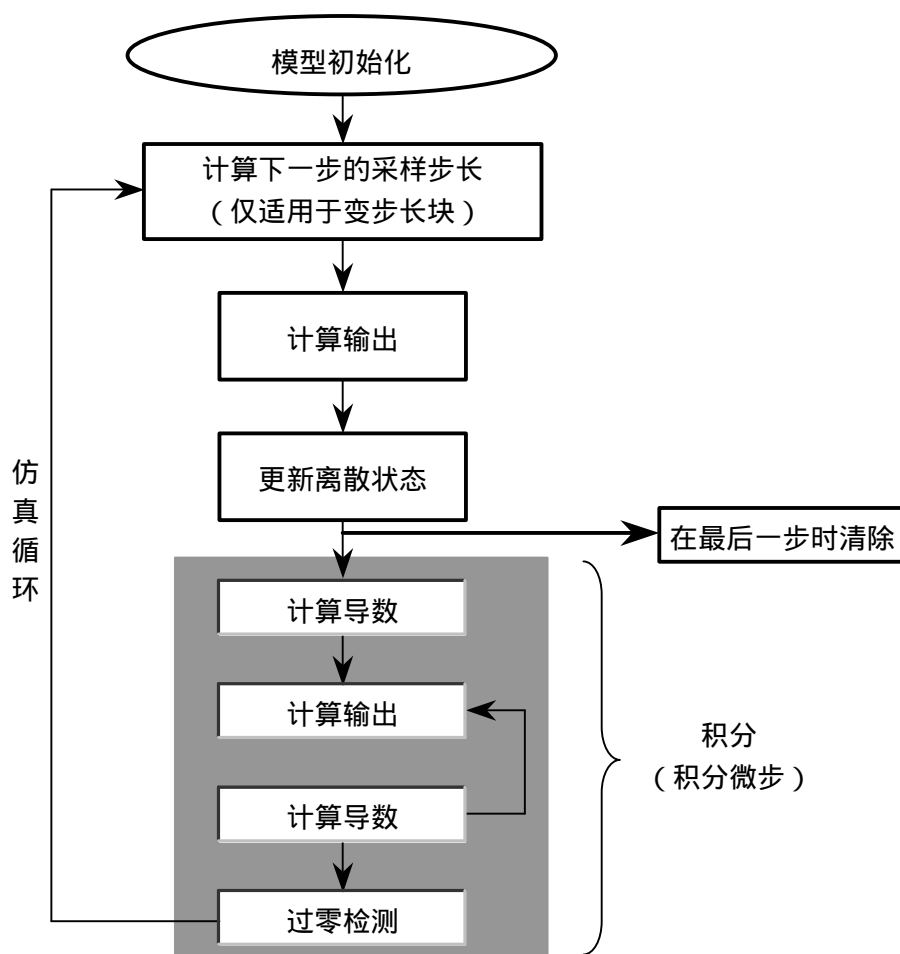 模型初始化
计算下一步的采样步长
（仅适用于变步长块）
计算输出
更新离散状态
在最后一步时清除
仿真循环
计算导数
计算输出
计算导数
过零检测
积分
（积分微步）